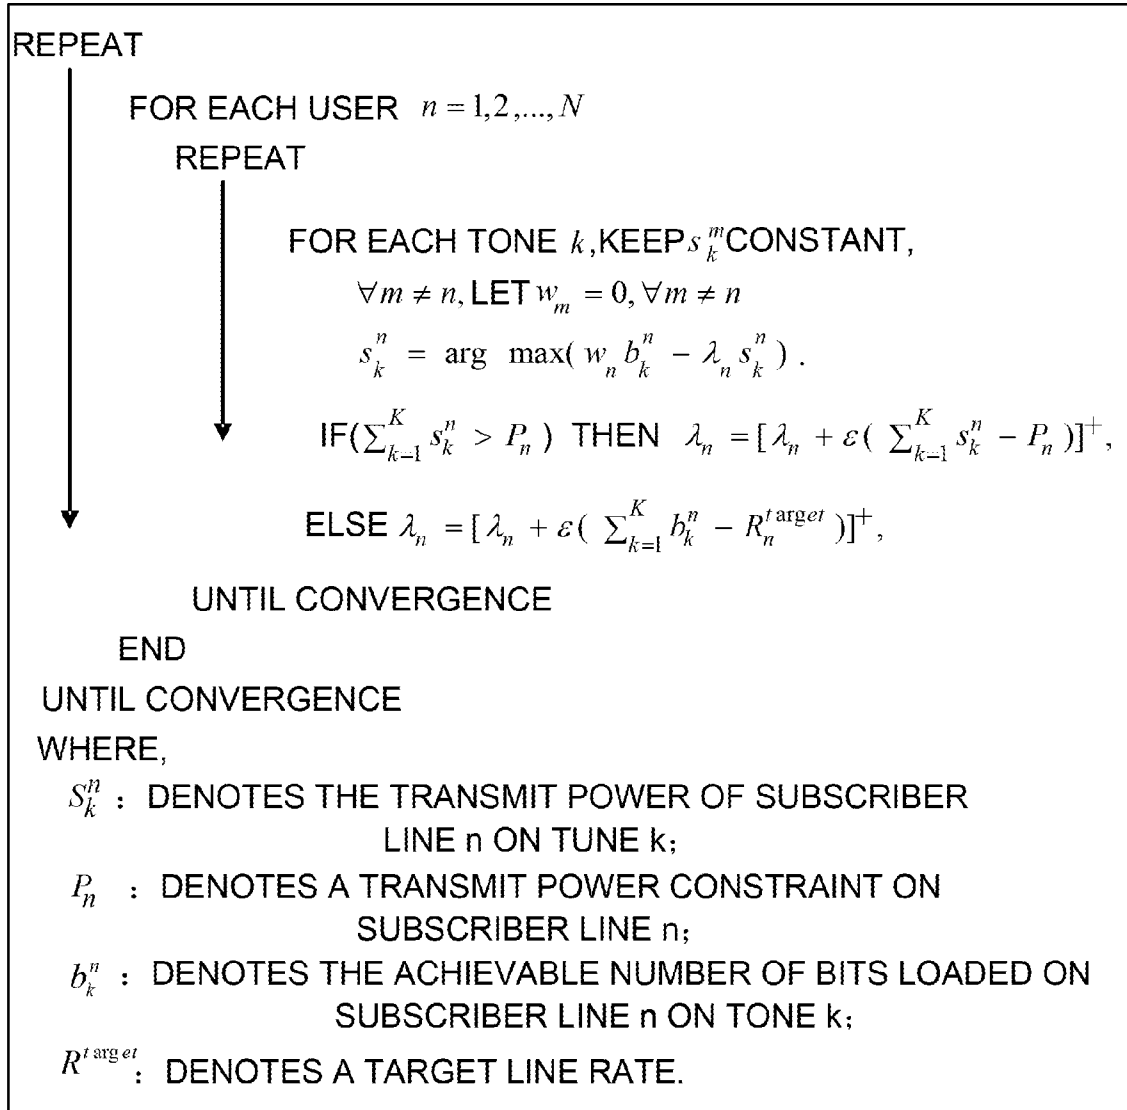 REPEAT
FOR EACH USER n = 1,2,...,N
REPEAT
FOR EACH TONE k,KEEP s_k^m CONSTANT,
∀m ≠ n, LET w_m = 0, ∀m ≠ n
s_k^n = arg max( w_n b_k^n − λ_n s_k^n ) .
IF(∑_{k=1}^K s_k^n > P_n ) THEN λ_n = [ λ_n + ε( ∑_{k=1}^K s_k^n − P_n )]^+,
ELSE λ_n = [ λ_n + ε( ∑_{k=1}^K b_k^n − R_n^{target} )]^+,
UNTIL CONVERGENCE
END
UNTIL CONVERGENCE
WHERE,
S_k^n : DENOTES THE TRANSMIT POWER OF SUBSCRIBER
LINE n ON TUNE k;
P_n : DENOTES A TRANSMIT POWER CONSTRAINT ON
SUBSCRIBER LINE n;
b_k^n : DENOTES THE ACHIEVABLE NUMBER OF BITS LOADED ON
SUBSCRIBER LINE n ON TONE k;
R^{target} : DENOTES A TARGET LINE RATE.